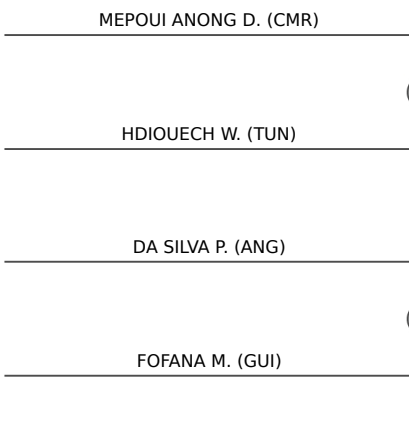 MEPOUI ANONG D. (CMR)
(
HDIOUECH W. (TUN)
DA SILVA P. (ANG)
(
FOFANA M. (GUI)